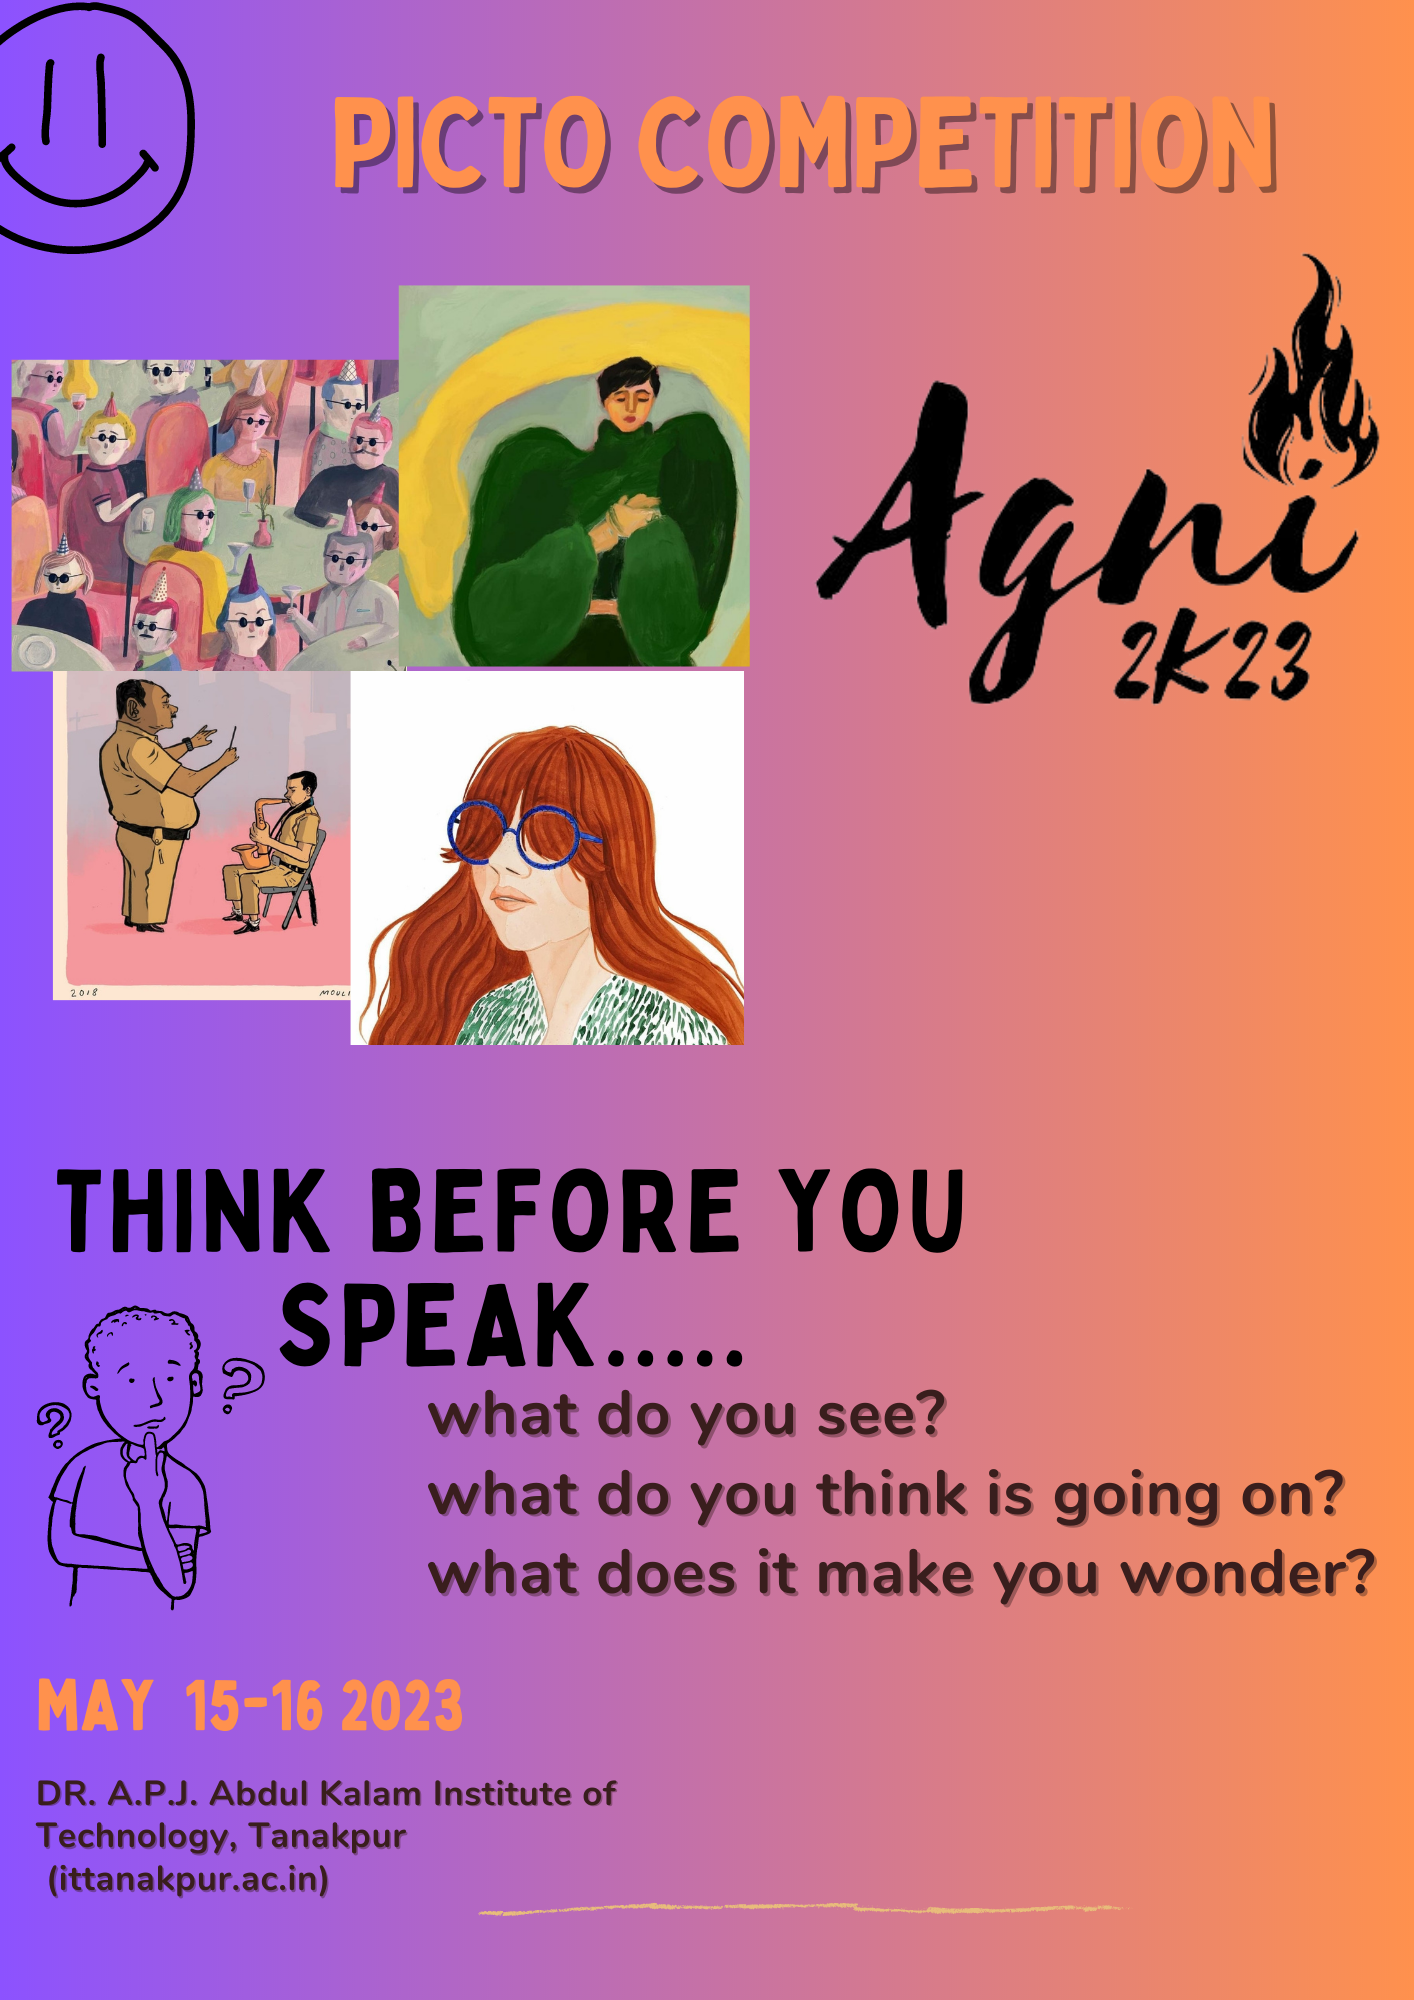 PICTO COMPETITION
Agni
2K23
2018
THINK BEFORE YOU
SPEAK.....
? ?
what do you see?
what do you think is going on?
what does it make you wonder?
MAY 15-16 2023
DR. A.P.J. Abdul Kalam Institute of
Technology, Tanakpur
(ittanakpur.ac.in)